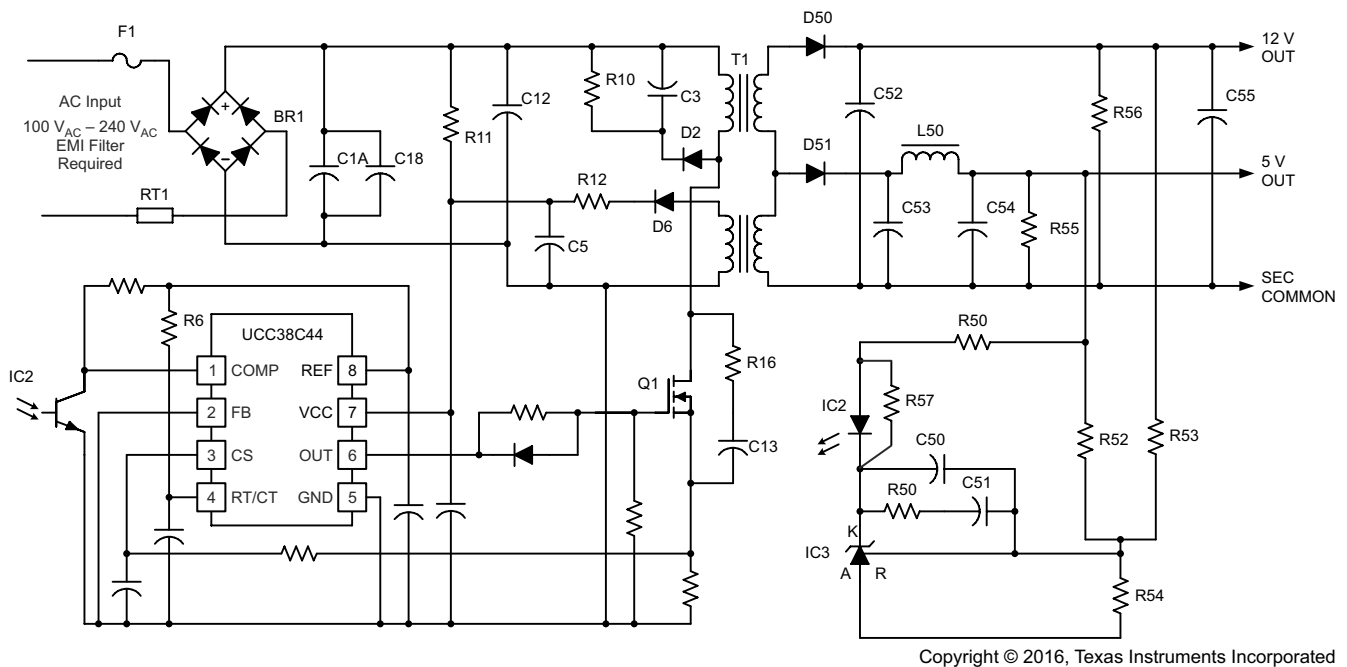 F1
D50
12 V
OUT
T1
R10
C3
C12
AC Input
100 VAC – 240 VAC
EMI Filter
Required
BR1
R11
C52
R56
C55
D2
L50
D51
C1A
C18
5 V
OUT
R12
RT1
D6
C5
C53
C54
R55
SEC
COMMON
R6
UCC38C44
R50
IC2
1
COMP
REF
8
R16
Q1
2
FB
VCC
7
IC2
R57
3
CS
OUT
6
C13
C50
R52
R53
4
RT/CT
GND
5
R50
C51
K
IC3
A
R
R54
Copyright © 2016, Texas Instruments Incorporated